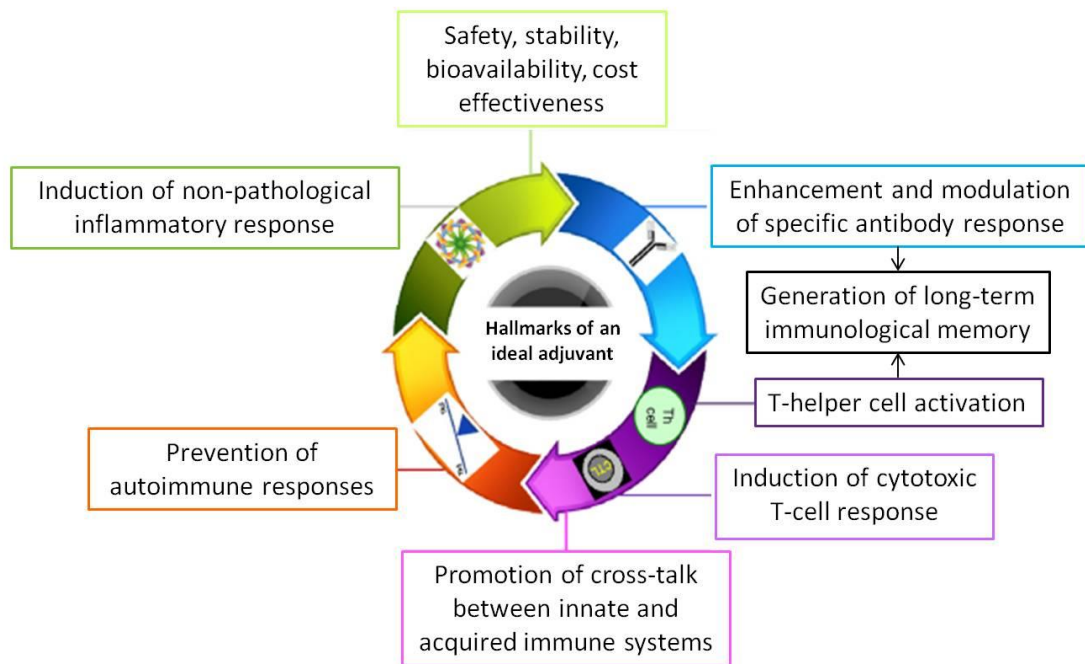 Safety, stability,
bioavailability, cost
effectiveness
Induction of non-pathological
inflammatory response
Enhancement and modulation
of specific antibody response
Generation of long-term
immunological memory
Hallmarks of an
ideal adjuvant
Th
cell
T-helper cell activation
CTL
Prevention of
autoimmune responses
Induction of cytotoxic
T-cell response
Promotion of cross-talk
between innate and
acquired immune systems